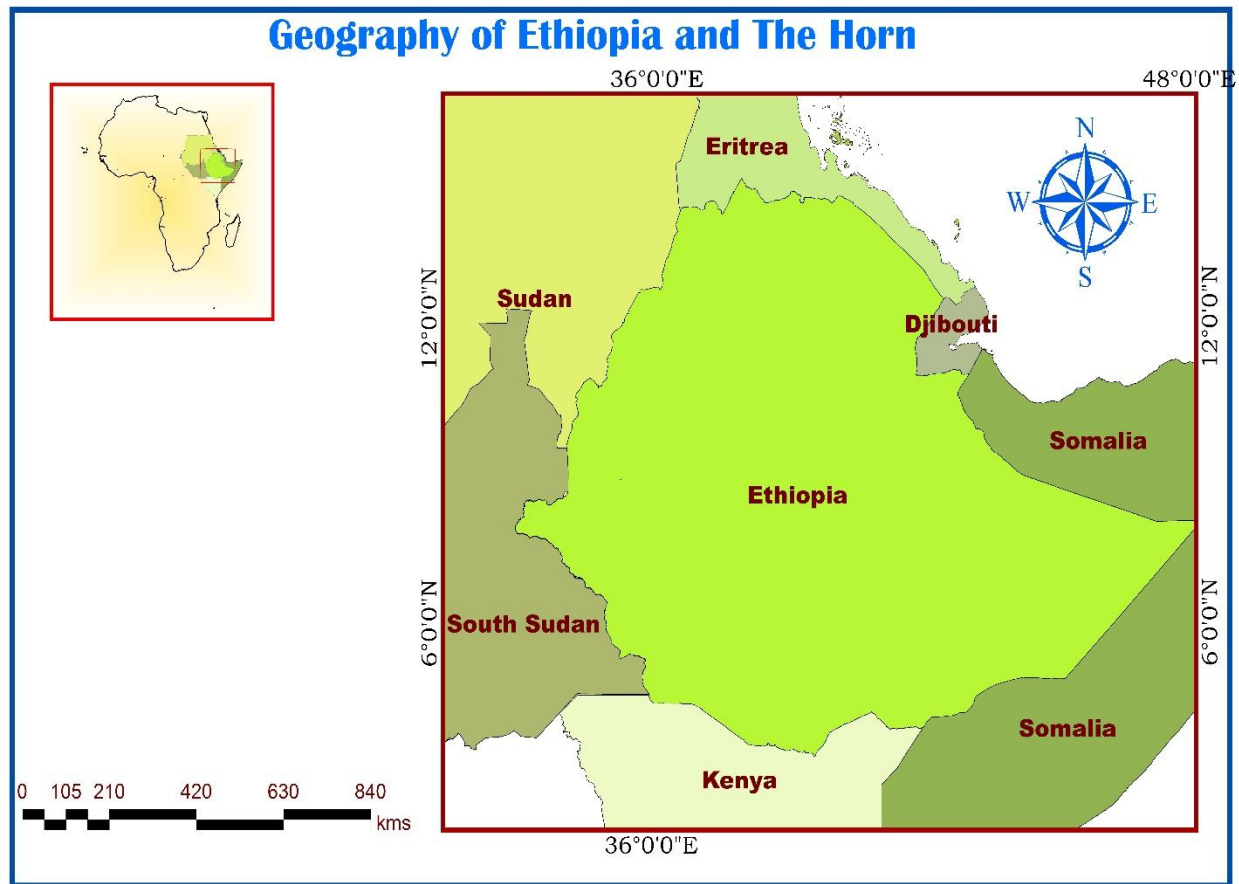 Geography of Ethiopia and The Horn
36°0'0"E 48°0'0"E
N
W E
S
Eritrea
12°0'0"N 12°0'0"N
Sudan
Djibouti
Somalia
Ethiopia
6°0'0"N 6°0'0"N
South Sudan
Somalia
Kenya
0 105 210 420 630 840
kms
36°0'0"E